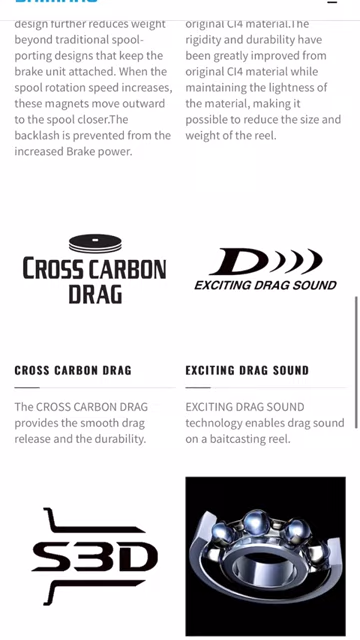 design further reduces weight
beyond traditional spool-
porting designs that keep the
brake unit attached. When the
spool rotation speed increases,
these magnets move outward
to the spool closer.The
backlash is prevented from the
increased Brake power.
original CI4 material.The
rigidity and durability have
been greatly improved from
original CI4 material while
maintaining the lightness of
the material, making it
possible to reduce the size and
weight of the reel.
CROSS CARBON
DRAG
D
EXCITING DRAG SOUND
CROSS CARBON DRAG
The CROSS CARBON DRAG
provides the smooth drag
release and the durability.
EXCITING DRAG SOUND
EXCITING DRAG SOUND
technology enables drag sound
on a baitcasting reel.
S3D